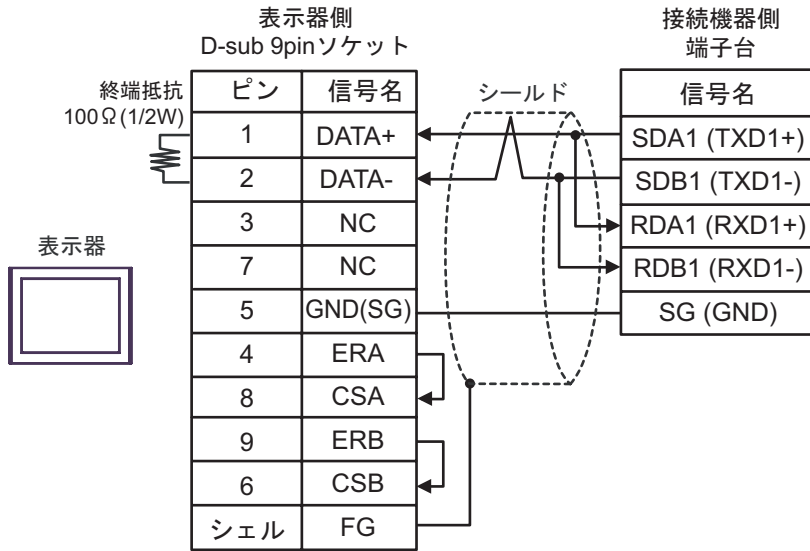 表示器側
D-sub 9pinソケット
接続機器側
端子台
終端抵抗
100Ω(1/2W)
シールド
表示器
ピン 信号名
1 DATA+
2 DATA-
3 NC
7 NC
5 GND(SG)
4 ERA
8 CSA
9 ERB
6 CSB
シェル FG
信号名
SDA1 (TXD1+)
SDB1 (TXD1-)
RDA1 (RXD1+)
RDB1 (RXD1-)
SG (GND)